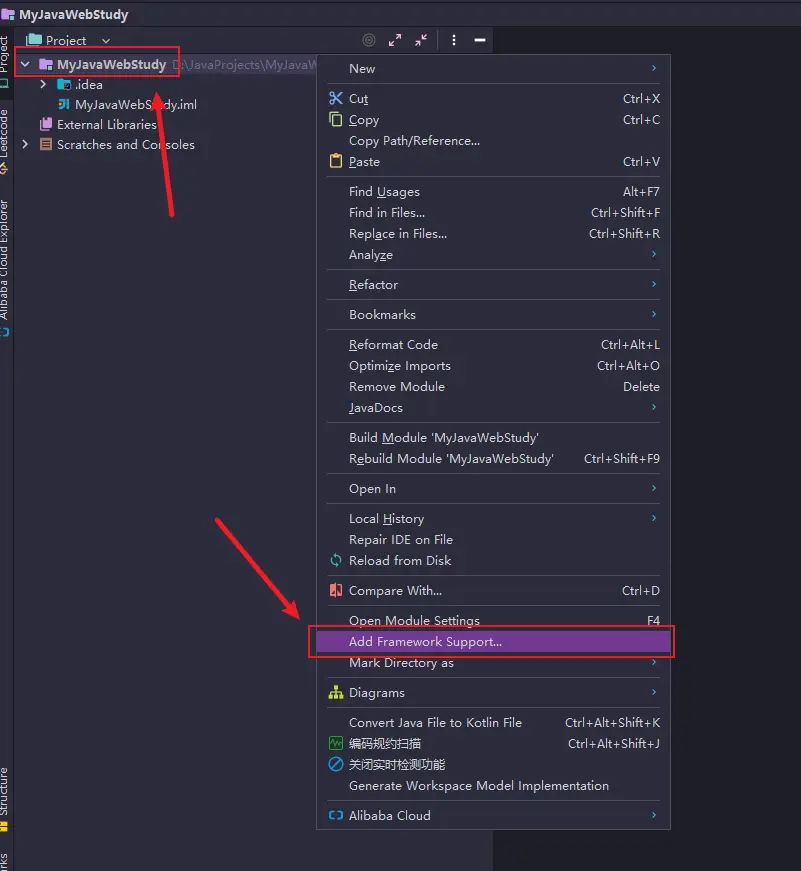 MyJavaWebStudy
Project
Project
MyJavaWebStudy D:\JavaProjects\MyJavaW
.idea
MyJavaWebStudy.iml
External Libraries
Scratches and Consoles
Leetcode
Alibaba Cloud Explorer
Structure
New
Cut Ctrl+X
Copy Ctrl+C
Copy Path/Reference...
Paste Ctrl+V
Find Usages Alt+F7
Find in Files... Ctrl+Shift+F
Replace in Files... Ctrl+Shift+R
Analyze
Refactor
Bookmarks
Reformat Code Ctrl+Alt+L
Optimize Imports Ctrl+Alt+O
Remove Module Delete
JavaDocs
Build Module 'MyJavaWebStudy'
Rebuild Module 'MyJavaWebStudy' Ctrl+Shift+F9
Open In
Local History
Repair IDE on File
Reload from Disk
Compare With... Ctrl+D
Open Module Settings F4
Add Framework Support...
Mark Directory as
Diagrams
Convert Java File to Kotlin File Ctrl+Alt+Shift+K
编码规约扫描 Ctrl+Alt+Shift+J
关闭实时检测功能
Generate Workspace Model Implementation
Alibaba Cloud